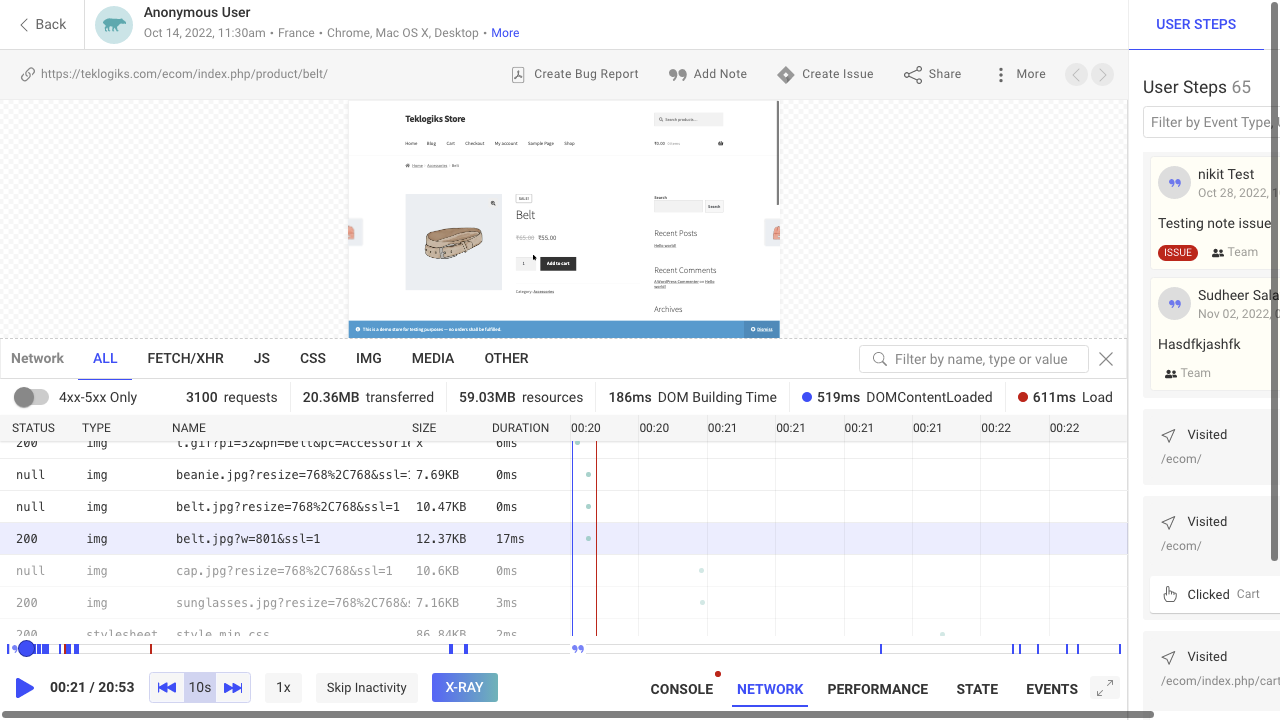 Back
Anonymous User
Oct 14, 2022, 11:30am • France • Chrome, Mac OS X, Desktop • More
USER STEPS
https://teklogiks.com/ecom/index.php/product/belt/
Create Bug Report
Add Note
Create Issue
Share
More
User Steps 65
Filter by Event Type,
Teklogiks Store
Search products...
Home Blog Cart Checkout My account Sample Page Shop
₹0.00 0 items
Home › Accessories › Belt
SALE!
Belt
₹65.00 ₹55.00
1
Add to cart
Category: Accessories
Search
Search
Recent Posts
Hello world!
Recent Comments
A WordPress Commenter on Hello
world!
Archives
This is a demo store for testing purposes — no orders shall be fulfilled.
Dismiss
nikit Test
Oct 28, 2022,
Testing note issue
ISSUE
Team
Sudheer Sala
Nov 02, 2022,
Hasdfkjashfk
Team
Visited
/ecom/
Visited
/ecom/
Clicked Cart
Visited
/ecom/index.php/cart
Network ALL FETCH/XHR JS CSS IMG MEDIA OTHER
Filter by name, type or value
4xx-5xx Only
3100 requests
20.36MB transferred
59.03MB resources
186ms DOM Building Time
519ms DOMContentLoaded
611ms Load
STATUS TYPE NAME SIZE DURATION 00:20 00:20 00:21 00:21 00:21 00:21 00:22 00:22
200 img t.gif?pi=32&pn=Belt&pc=Accessorie x 6ms
null img beanie.jpg?resize=768%2C768&ssl= 7.69KB 0ms
null img belt.jpg?resize=768%2C768&ssl=1 10.47KB 0ms
200 img belt.jpg?w=801&ssl=1 12.37KB 17ms
null img cap.jpg?resize=768%2C768&ssl=1 10.6KB 0ms
200 img sunglasses.jpg?resize=768%2C768& 7.16KB 3ms
200 stylesheet style.min.css 86.84KB 2ms
00:21 / 20:53
10s
1x
Skip Inactivity
X-RAY
CONSOLE NETWORK PERFORMANCE STATE EVENTS